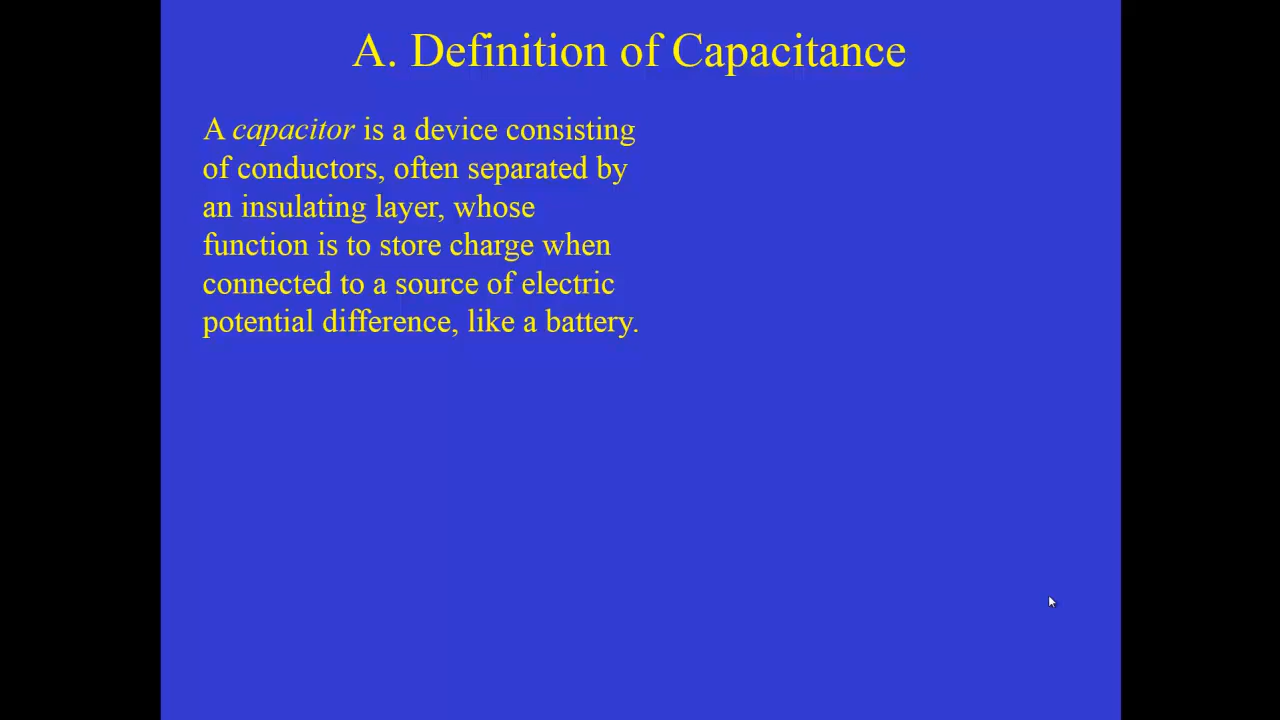 A. Definition of Capacitance
A capacitor is a device consisting
of conductors, often separated by
an insulating layer, whose
function is to store charge when
connected to a source of electric
potential difference, like a battery.